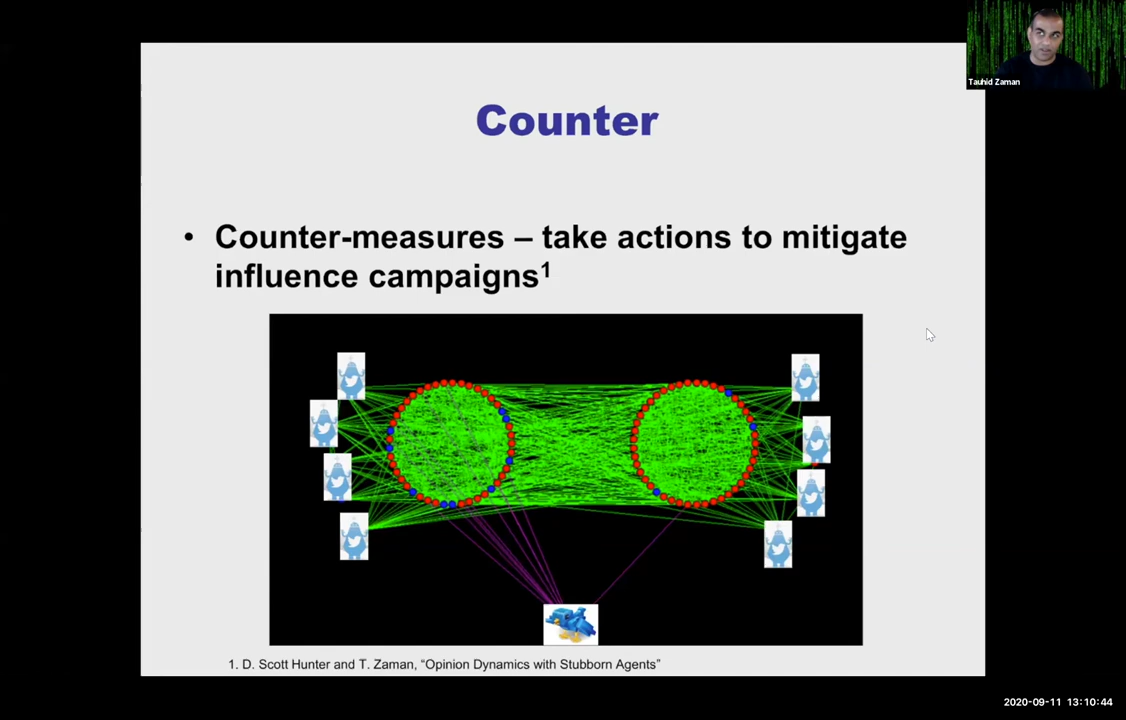 Tauhid Zaman
Counter
• Counter-measures – take actions to mitigate
influence campaigns1
1. D. Scott Hunter and T. Zaman, “Opinion Dynamics with Stubborn Agents”
2020-09-11 13:10:44